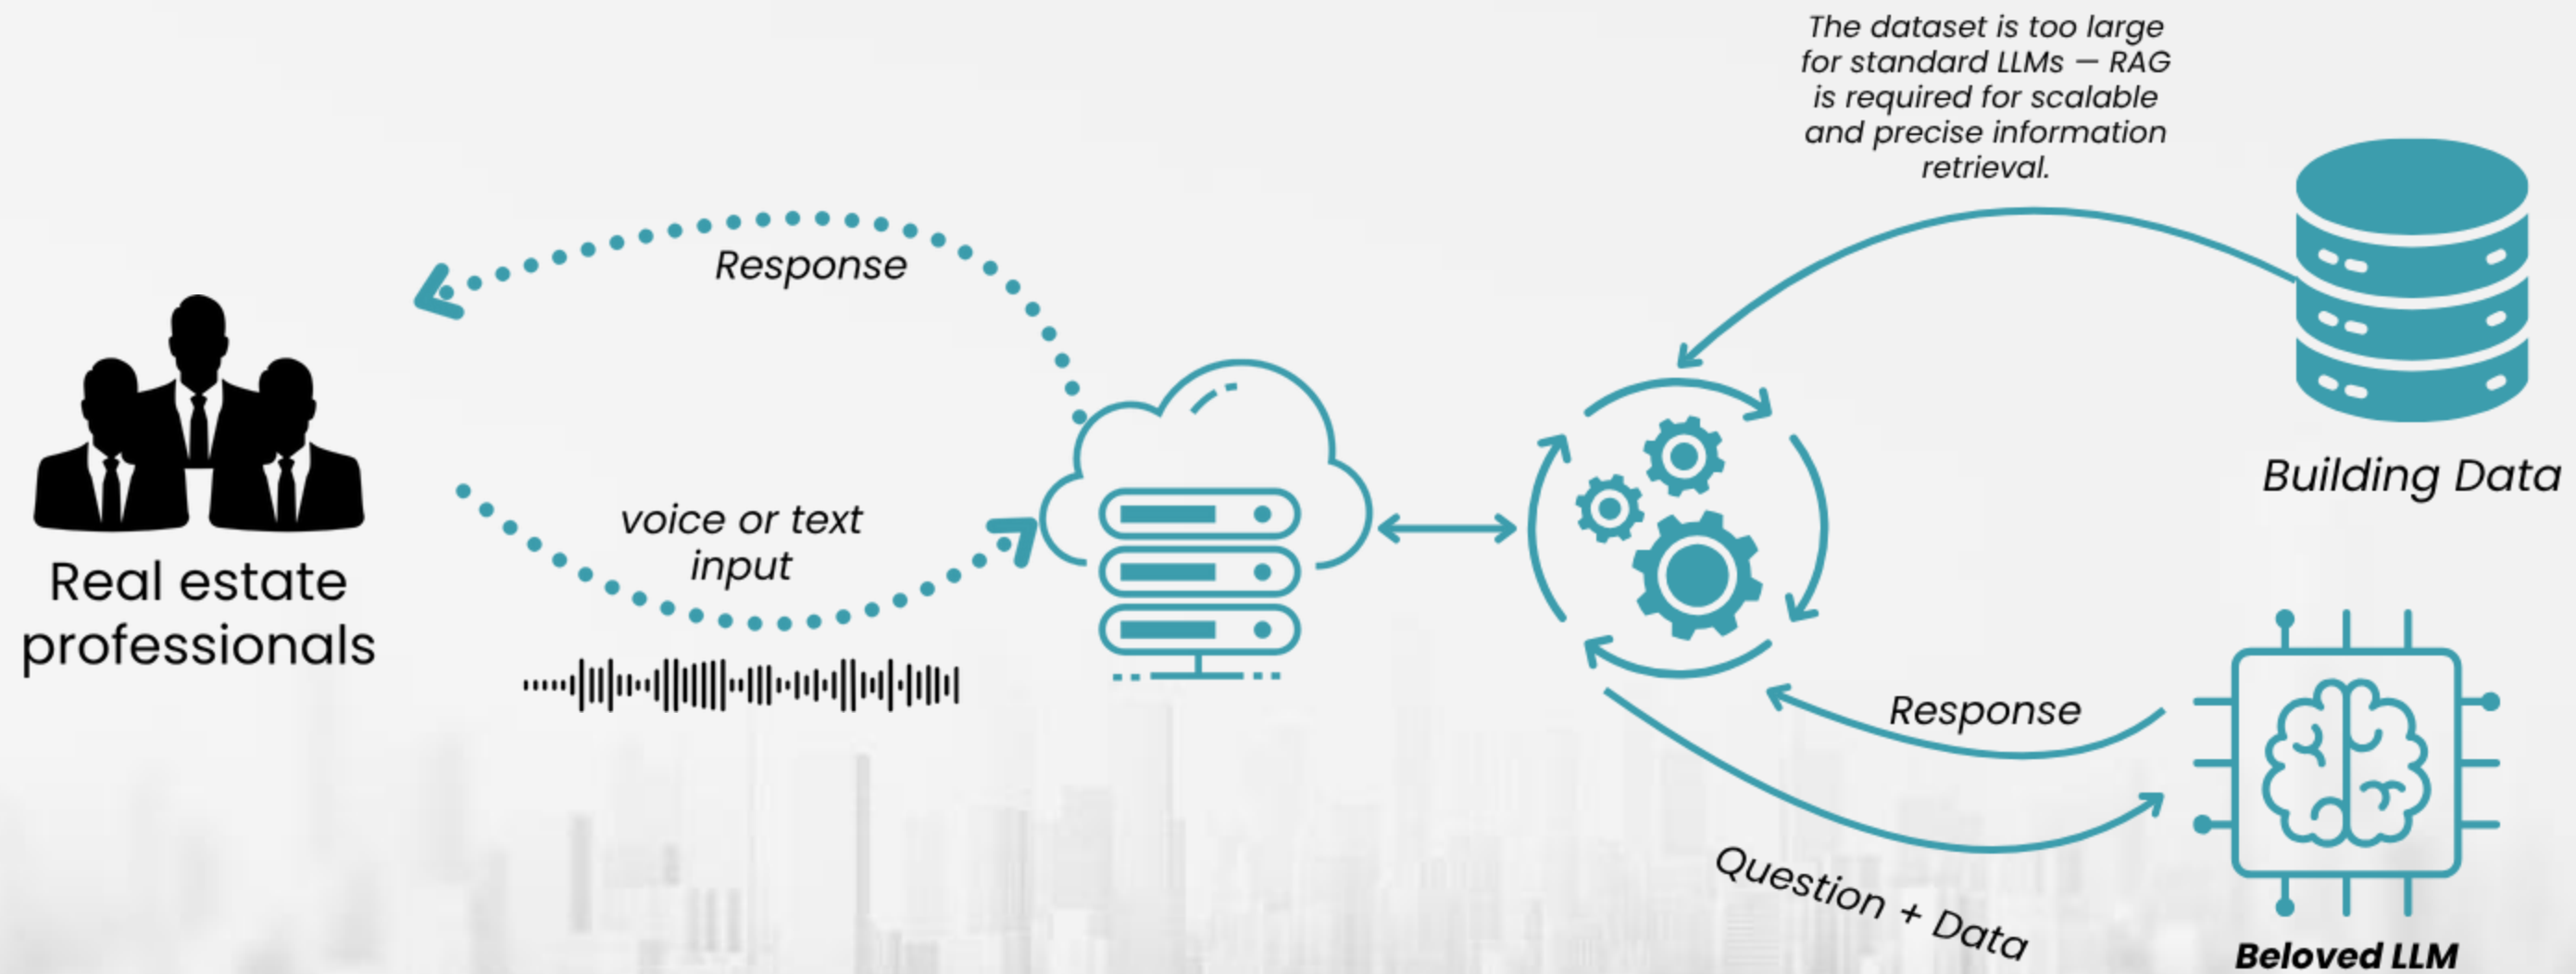 The dataset is too large
for standard LLMs — RAG
is required for scalable
and precise information
retrieval.
Response
Building Data
voice or text
input
Real estate
professionals
Response
Question + Data
Beloved LLM